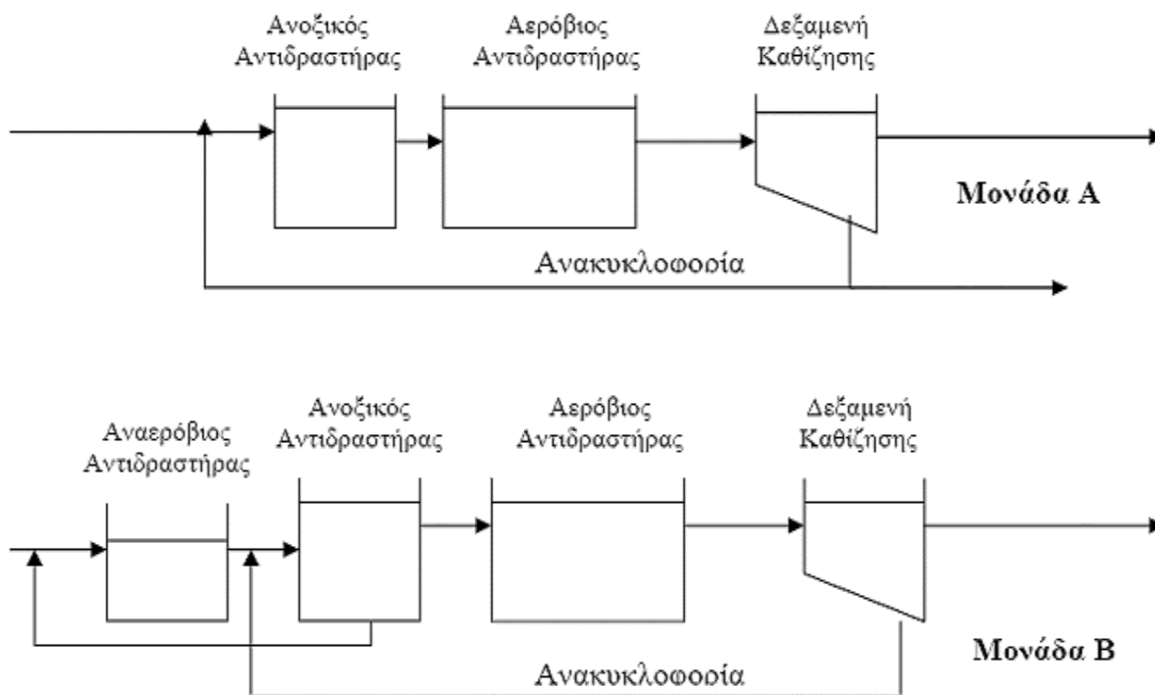 Ανοξικός
Αντιδραστήρας
Αερόβιος
Αντιδραστήρας
Δεξαμενή
Καθίζησης
Μονάδα Α
Ανακυκλοφορία
Αναερόβιος
Αντιδραστήρας
Ανοξικός
Αντιδραστήρας
Αερόβιος
Αντιδραστήρας
Δεξαμενή
Καθίζησης
Μονάδα Β
Ανακυκλοφορία